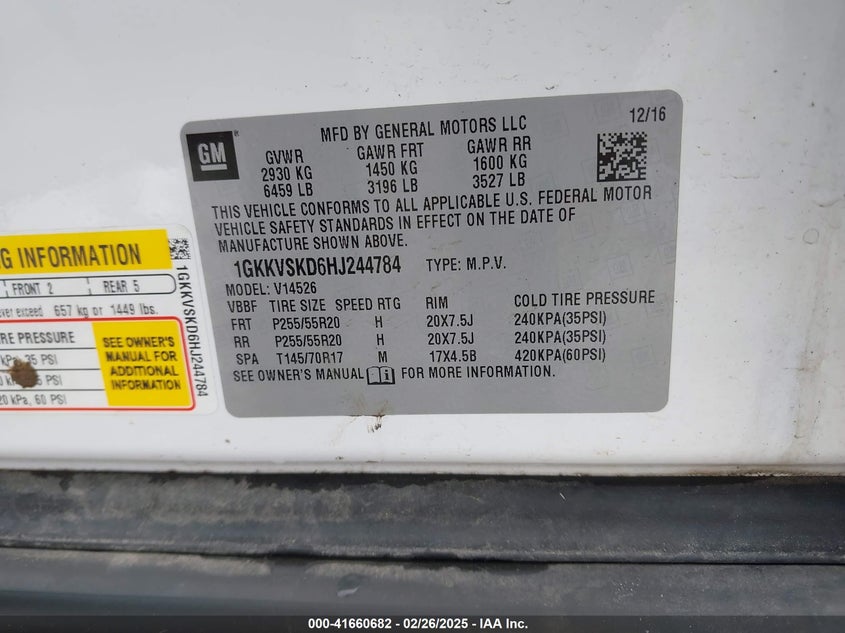 12/16
MFD BY GENERAL MOTORS LLC
GM
GVWR GAWR FRT GAWR RR
2930 KG 1450 KG 1600 KG
6459 LB 3196 LB 3527 LB
THIS VEHICLE CONFORMS TO ALL APPLICABLE U.S. FEDERAL MOTOR
VEHICLE SAFETY STANDARDS IN EFFECT ON THE DATE OF
MANUFACTURE SHOWN ABOVE.
1GKKVSKD6HJ244784 TYPE: M.P.V.
MODEL: V14526
VBBF TIRE SIZE SPEED RTG RIM COLD TIRE PRESSURE
FRT P255/55R20 H 20X7.5J 240KPA(35PSI)
RR P255/55R20 H 20X7.5J 240KPA(35PSI)
SPA T145/70R17 M 17X4.5B 420KPA(60PSI)
SEE OWNER'S MANUAL FOR MORE INFORMATION.
INFORMATION
FRONT 2 REAR 5
exceed 657 kg or 1449 lbs.
PRESSURE
35 PSI
PSI
kPa, 60 PSI
SEE OWNER'S
MANUAL FOR
ADDITIONAL
INFORMATION
1GKKVSKD6HJ244784
000-41660682 - 02/26/2025 - IAA Inc.